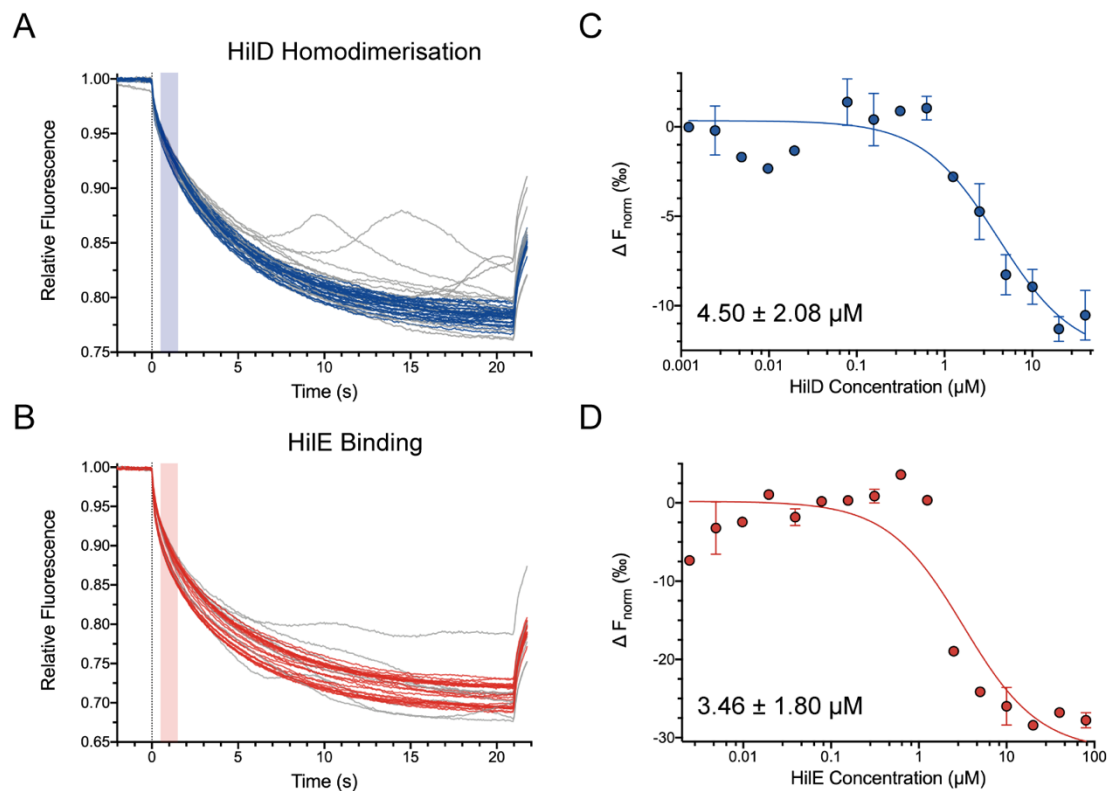 A
HilD Homodimerisation
Relative Fluorescence
1.00
0.95
0.90
0.85
0.80
0.75
0
5
10
15
20
Time (s)
C
Δ Fnorm (‰)
0
-5
-10
4.50 ± 2.08 µM
0.001
0.01
0.1
1
10
HilD Concentration (µM)
B
HilE Binding
Relative Fluorescence
1.00
0.95
0.90
0.85
0.80
0.75
0.70
0.65
0
5
10
15
20
Time (s)
D
Δ Fnorm (‰)
0
-10
-20
-30
3.46 ± 1.80 µM
0.01
0.1
1
10
100
HilE Concentration (µM)